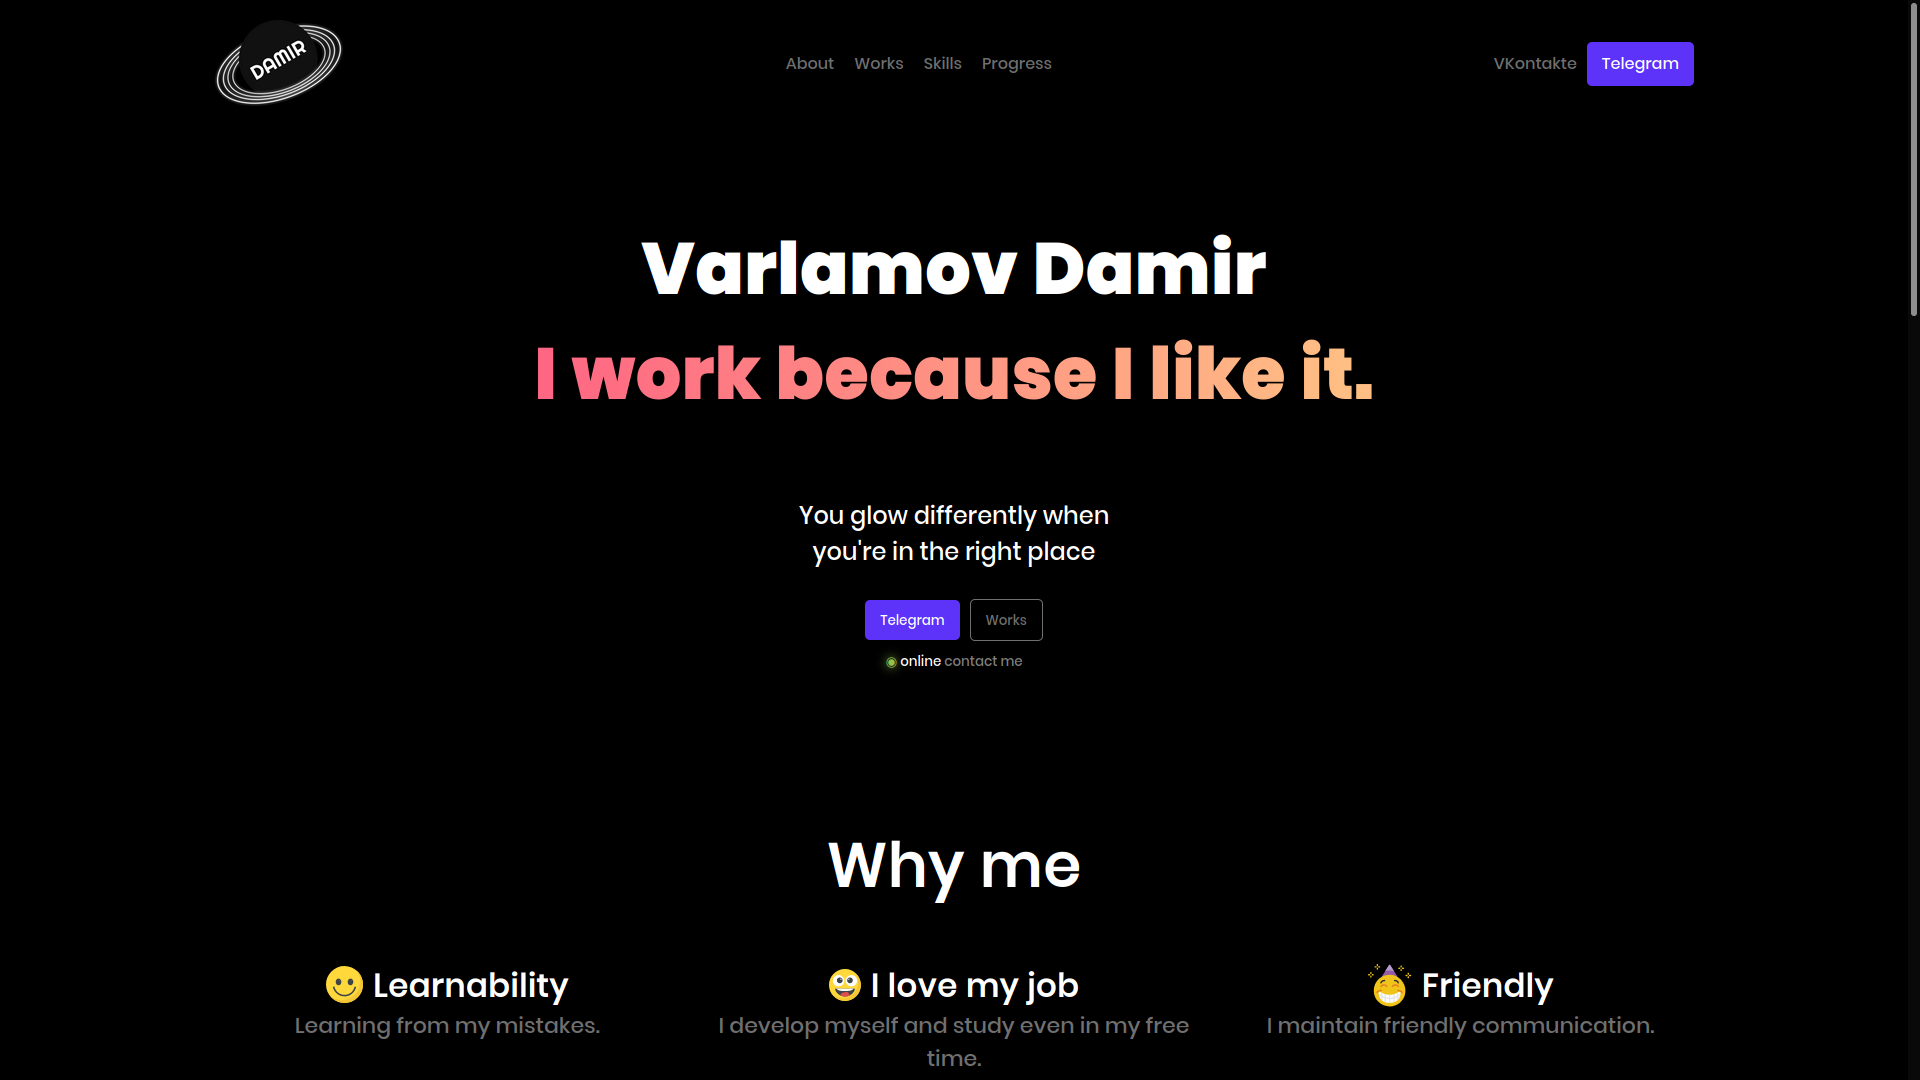 DAMIR
About Works Skills Progress
VKontakte Telegram
Varlamov Damir
I work because I like it.
You glow differently when
you're in the right place
Telegram Works
online contact me
Why me
Learnability
Learning from my mistakes.
I love my job
I develop myself and study even in my free
time.
Friendly
I maintain friendly communication.